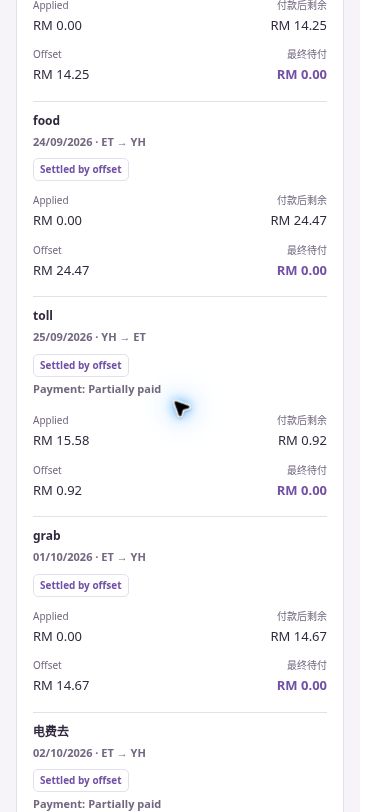 Applied 付款后剩余
RM 0.00 RM 14.25
Offset 最终待付
RM 14.25 RM 0.00
food
24/09/2026 · ET → YH
Settled by offset
Applied 付款后剩余
RM 0.00 RM 24.47
Offset 最终待付
RM 24.47 RM 0.00
toll
25/09/2026 · YH → ET
Settled by offset
Payment: Partially paid
Applied 付款后剩余
RM 15.58 RM 0.92
Offset 最终待付
RM 0.92 RM 0.00
grab
01/10/2026 · ET → YH
Settled by offset
Applied 付款后剩余
RM 0.00 RM 14.67
Offset 最终待付
RM 14.67 RM 0.00
电费去
02/10/2026 · ET → YH
Settled by offset
Payment: Partially paid